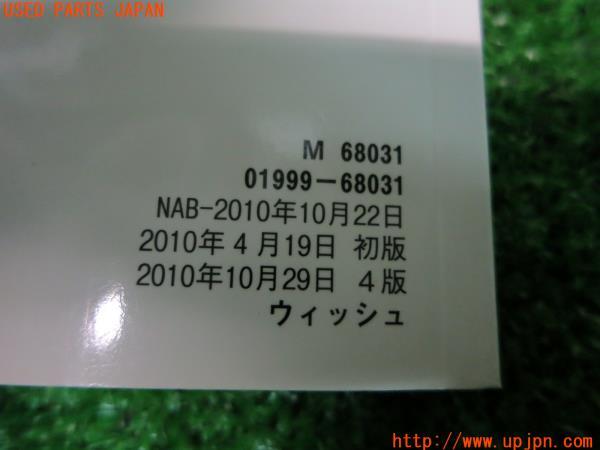 USED PARTS JAPAN
M 68031
01999-68031
NAB-2010年10月22日
2010年 4月19日 初版
2010年10月29日 4版
ウィッシュ
http://www.upjpn.com/